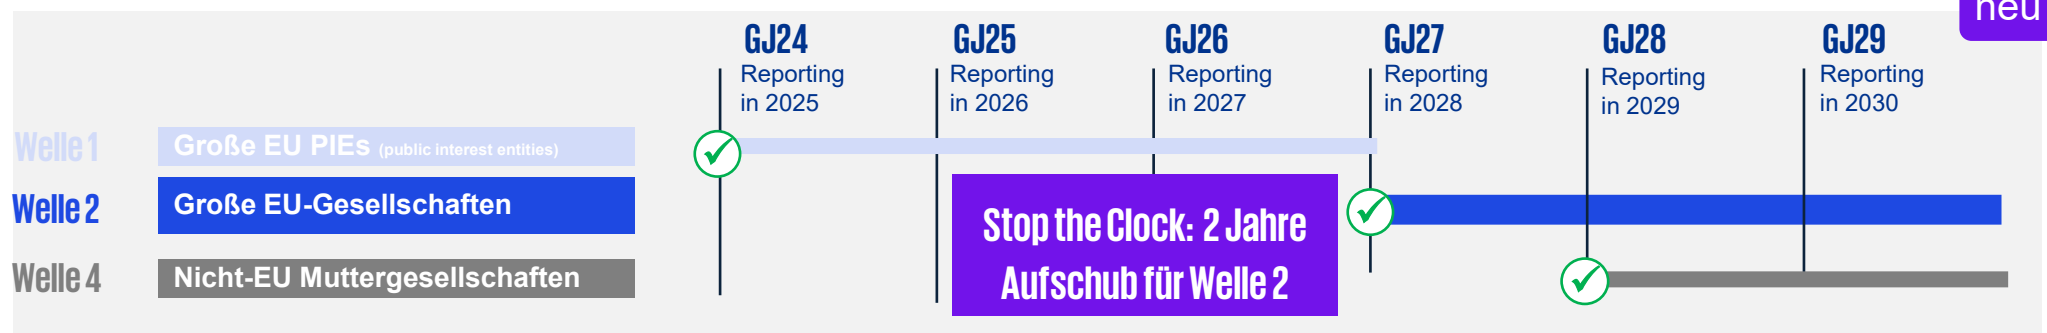 neu
GJ24
Reporting
in 2025
GJ25
Reporting
in 2026
GJ26
Reporting
in 2027
GJ27
Reporting
in 2028
GJ28
Reporting
in 2029
GJ29
Reporting
in 2030
Welle 1
Große EU PIEs (public interest entities)
Welle 2
Große EU-Gesellschaften
Stop the Clock: 2 Jahre
Aufschub für Welle 2
Welle 4
Nicht-EU Muttergesellschaften